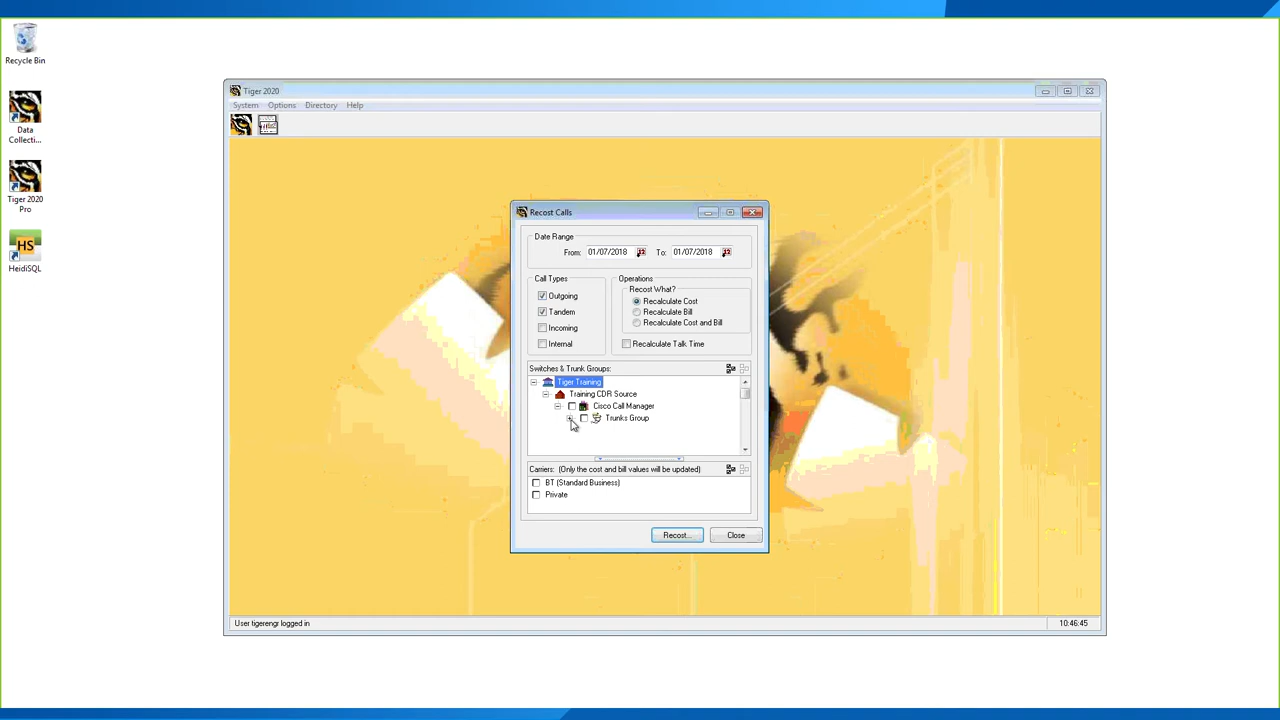 Recycle Bin
Data
Collecti...
Tiger 2020
Pro
HS
HeidiSQL
Tiger 2020
System Options Directory Help
Recost Calls
Date Range
From: 01/07/2018 To: 01/07/2018
Call Types
Outgoing
Tandem
Incoming
Internal
Operations
Recost What?
Recalculate Cost
Recalculate Bill
Recalculate Cost and Bill
Recalculate Talk Time
Switches & Trunk Groups:
Tiger Training
Training CDR Source
Cisco Call Manager
Trunks Group
Carriers: (Only the cost and bill values will be updated)
BT (Standard Business)
Private
Recost... Close
User tigerengr logged in 10:46:45